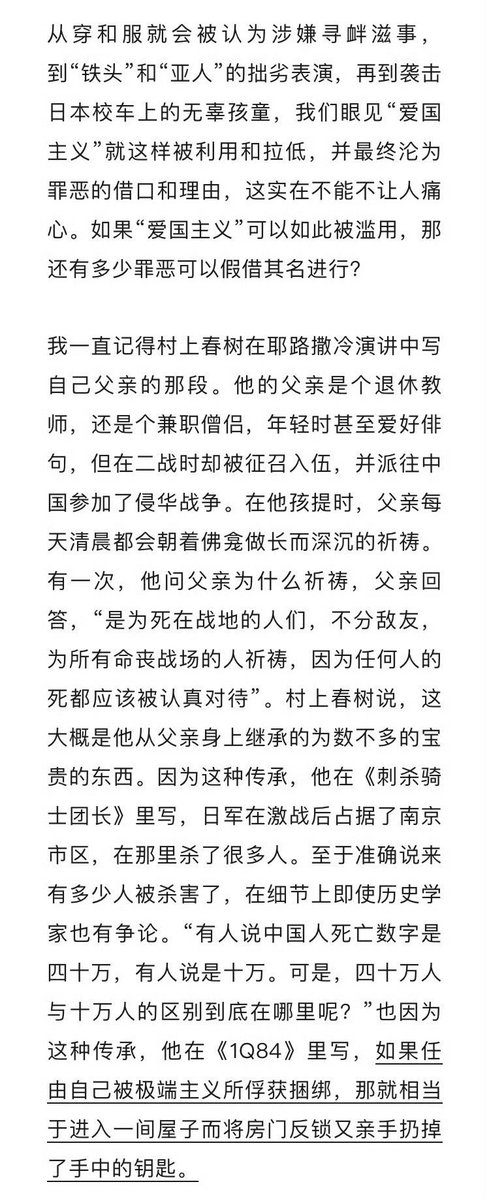 从穿和服就会被认为涉嫌寻衅滋事，
到“铁头”和“亚人”的拙劣表演，再到袭击
日本校车上的无辜孩童，我们眼见“爱国
主义”就这样被利用和拉低，并最终沦为
罪恶的借口和理由，这实在不能不让人痛
心。如果“爱国主义”可以如此被滥用，那
还有多少罪恶可以假借其名进行？
我一直记得村上春树在耶路撒冷演讲中写
自己父亲的那段。他的父亲是个退休教
师，还是个兼职僧侣，年轻时甚至爱好俳
句，但在二战时却被征召入伍，并派往中
国参加了侵华战争。在他孩提时，父亲每
天清晨都会朝着佛龛做长而深沉的祈祷。
有一次，他问父亲为什么祈祷，父亲回
答，“是为死在战地的人们，不分敌友，
为所有命丧战场的人祈祷，因为任何人的
死都应该被认真对待”。村上春树说，这
大概是他从父亲身上继承的为数不多的宝
贵的东西。因为这种传承，他在《刺杀骑
士团长》里写，日军在激战后占据了南京
市区，在那里杀了很多人。至于准确说来
有多少人被杀害了，在细节上即使历史学
家也有争论。“有人说中国人死亡数字是
四十万，有人说是十万。可是，四十万人
与十万人的区别到底在哪里呢？”也因为
这种传承，他在《1Q84》里写，如果任
由自己被极端主义所俘获捆绑，那就相当
于进入一间屋子而将房门反锁又亲手扔掉
了手中的钥匙。